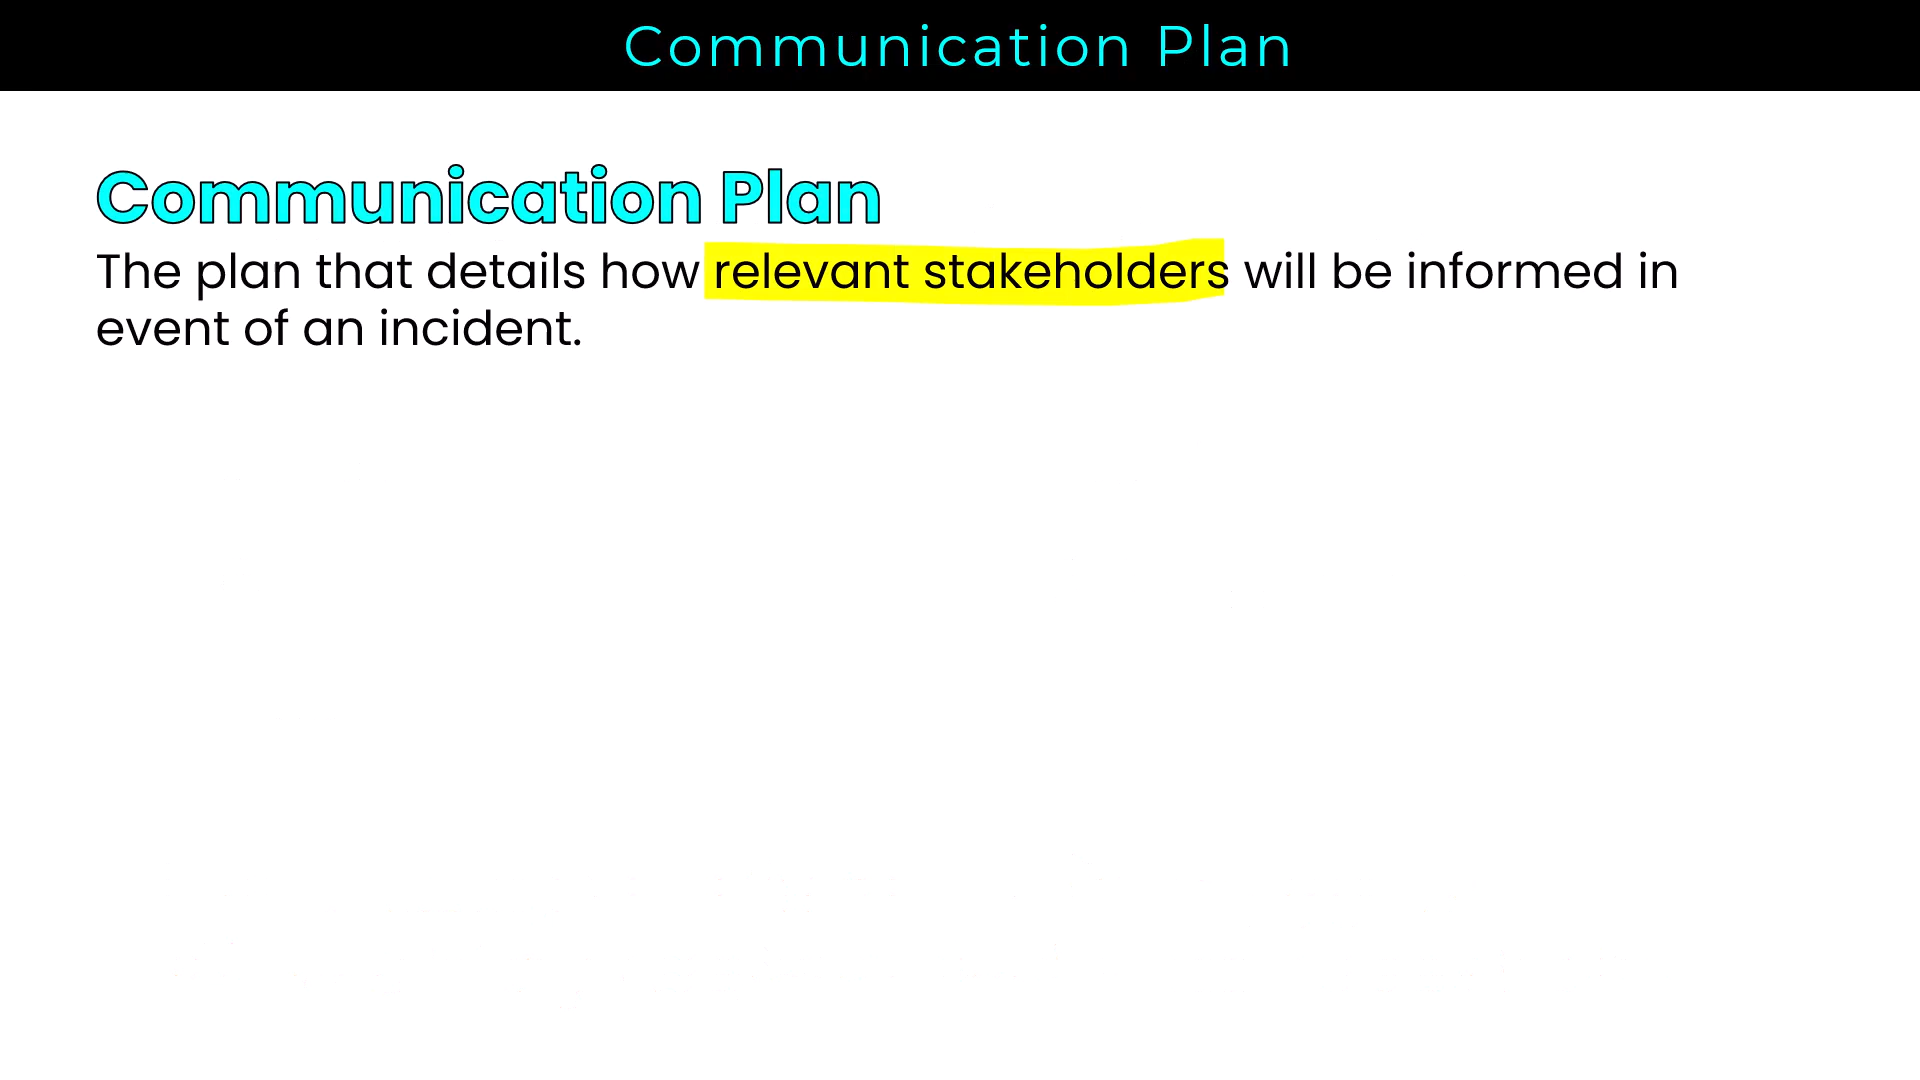 Communication Plan
Communication Plan
The plan that details how relevant stakeholders will be informed in
event of an incident.